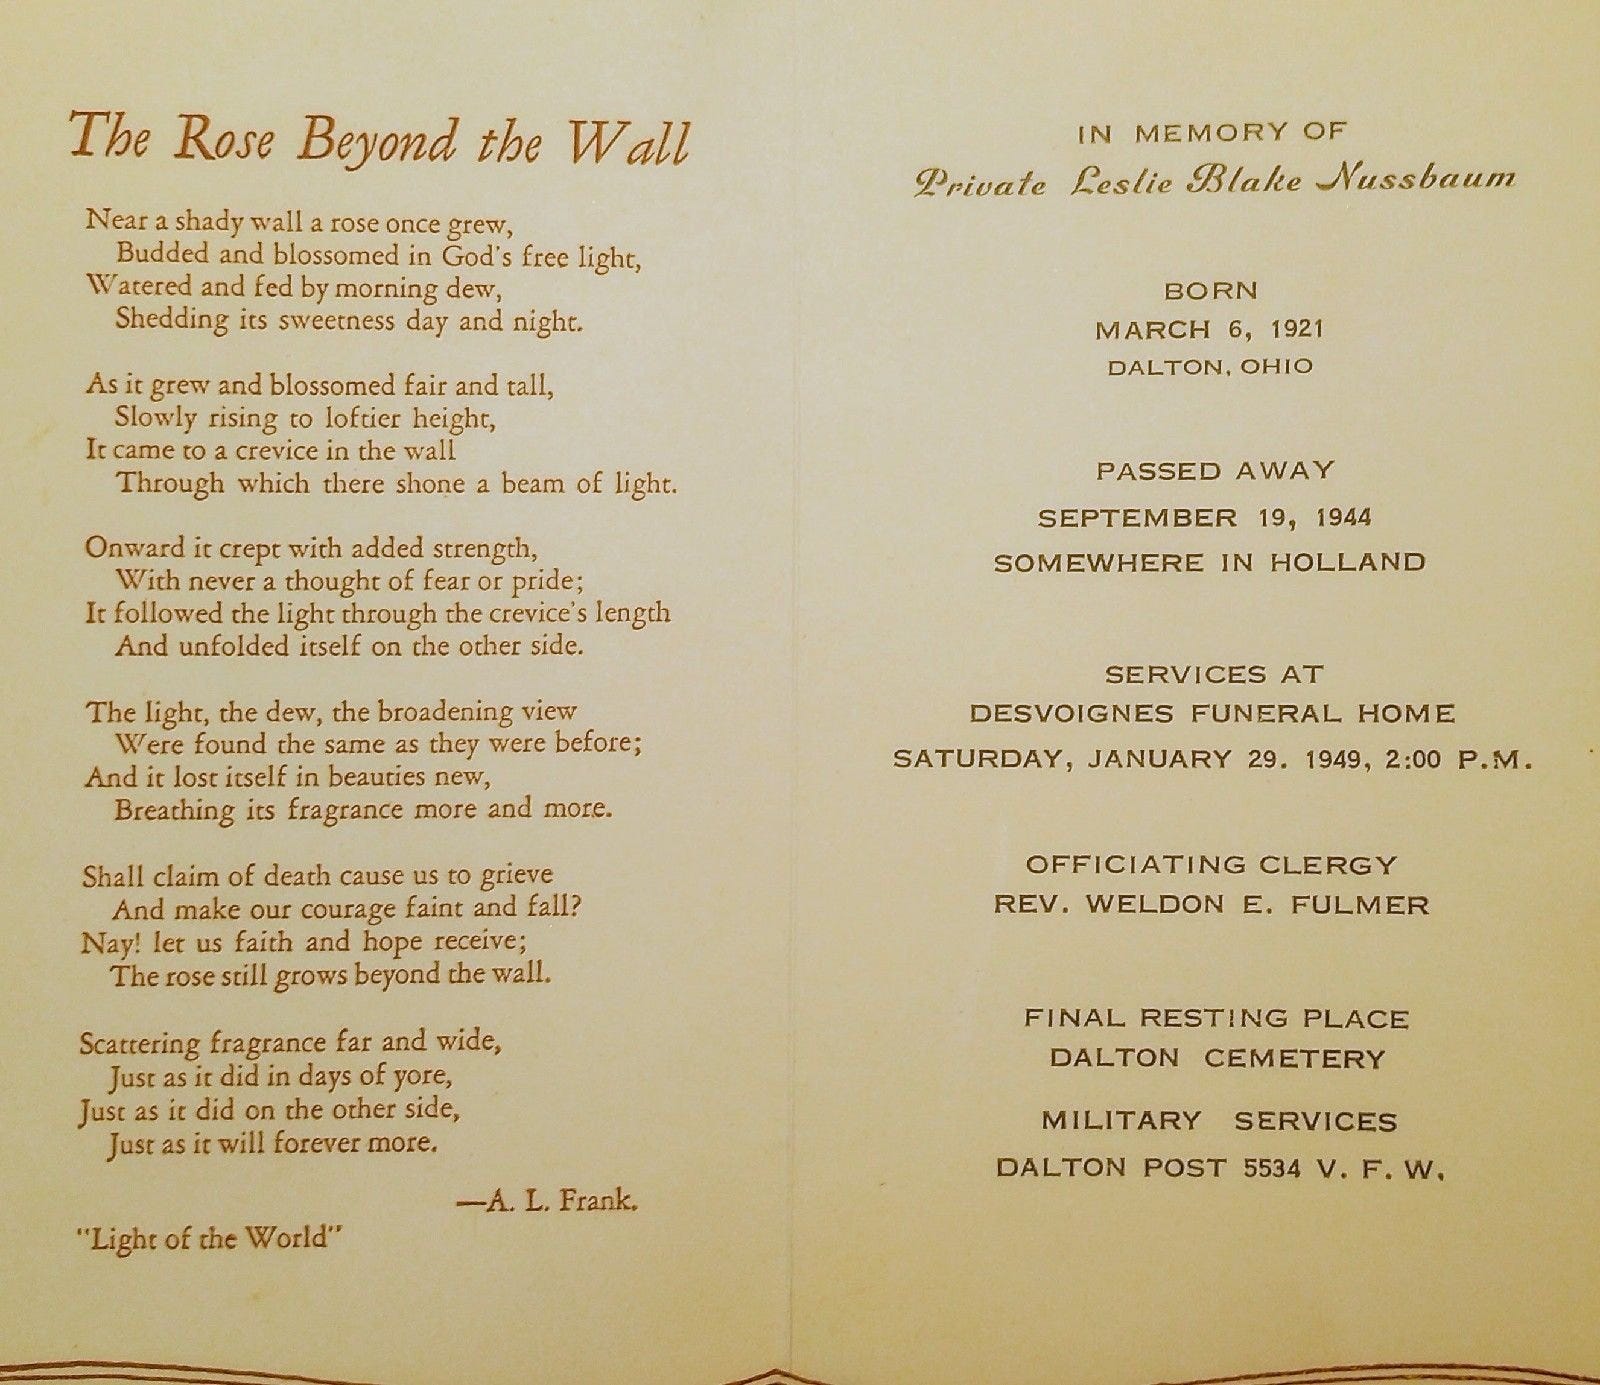 The Rose Beyond the Wall
Near a shady wall a rose once grew,
Budded and blossomed in God's free light,
Watered and fed by morning dew,
Shedding its sweetness day and night.
As it grew and blossomed fair and tall,
Slowly rising to loftier height,
It came to a crevice in the wall
Through which there shone a beam of light.
Onward it crept with added strength,
With never a thought of fear or pride;
It followed the light through the crevice's length
And unfolded itself on the other side.
The light, the dew, the broadening view
Were found the same as they were before;
And it lost itself in beauties new,
Breathing its fragrance more and more.
Shall claim of death cause us to grieve
And make our courage faint and fall?
Nay! let us faith and hope receive;
The rose still grows beyond the wall.
Scattering fragrance far and wide,
Just as it did in days of yore,
Just as it did on the other side,
Just as it will forever more.
—A. L. Frank.
"Light of the World"
IN MEMORY OF
Private Leslie Blake Nussbaum
BORN
MARCH 6, 1921
DALTON, OHIO
PASSED AWAY
SEPTEMBER 19, 1944
SOMEWHERE IN HOLLAND
SERVICES AT
DESVOIGNES FUNERAL HOME
SATURDAY, JANUARY 29. 1949, 2:00 P.M.
OFFICIATING CLERGY
REV. WELDON E. FULMER
FINAL RESTING PLACE
DALTON CEMETERY
MILITARY SERVICES
DALTON POST 5534 V. F. W.